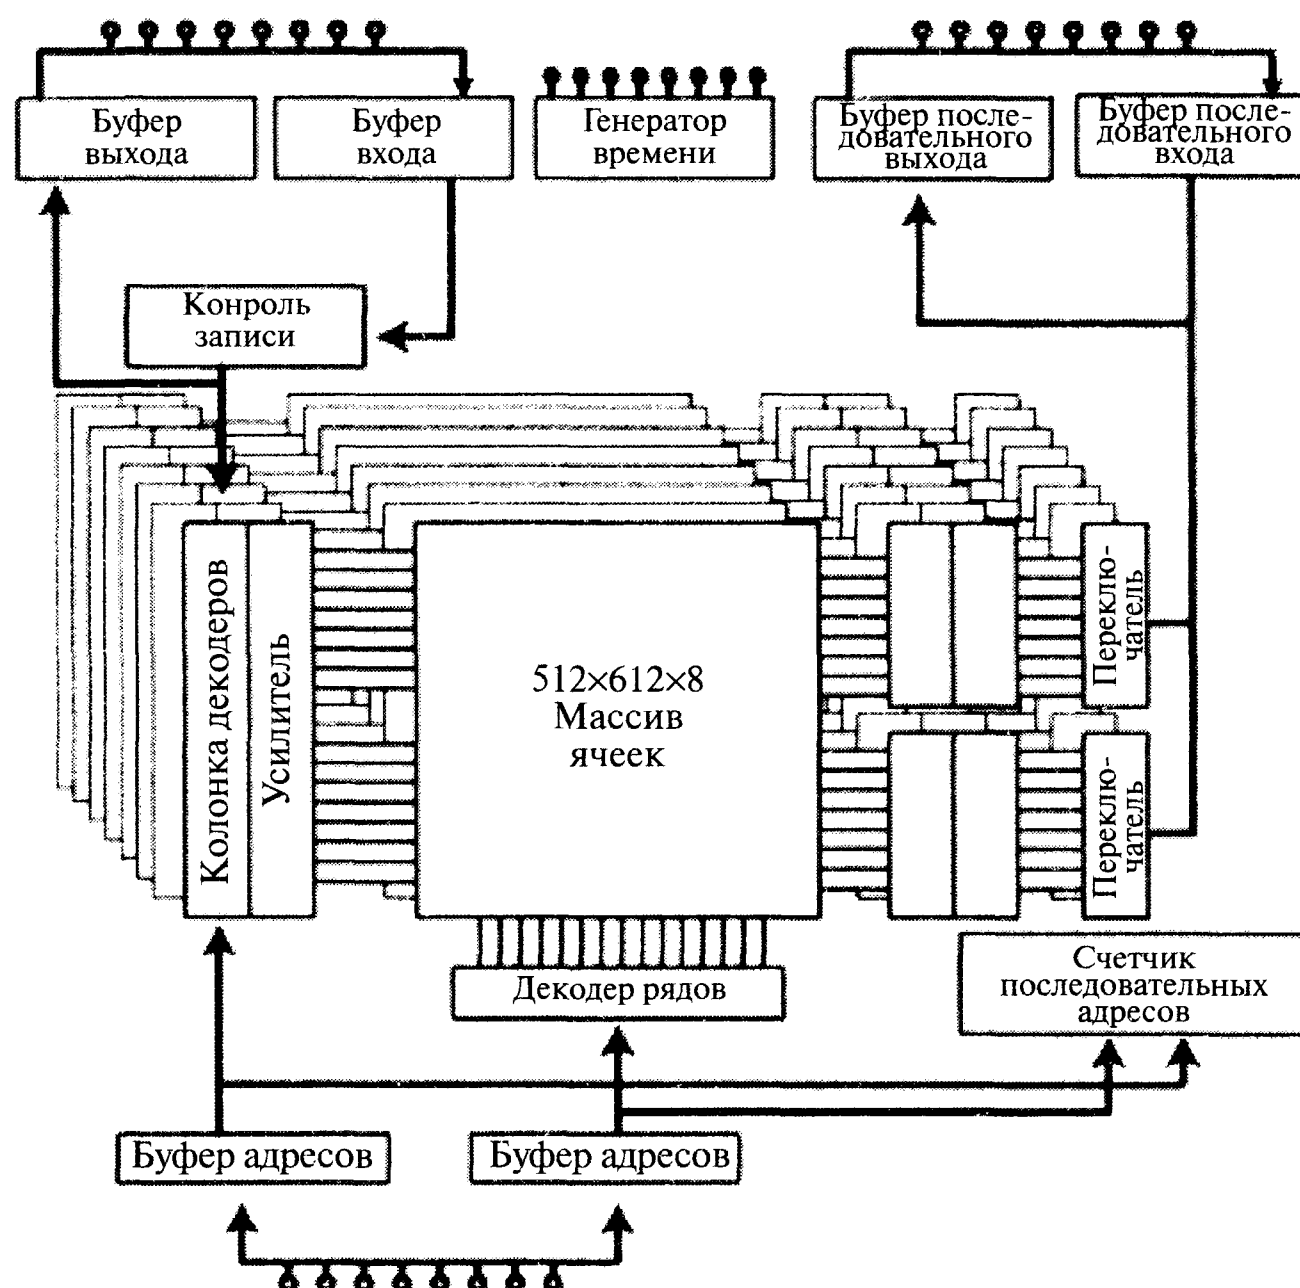 Буфер
выхода
Буфер
входа
Генератор
времени
Буфер после-
довательного
выхода
Буфер после-
довательного
входа
Конроль
записи
Колонка декодеров
Усилитель
512×612×8
Массив
ячеек
Переклю-
чатель
Переклю-
чатель
Декодер рядов
Счетчик
последовательных
адресов
Буфер адресов
Буфер адресов